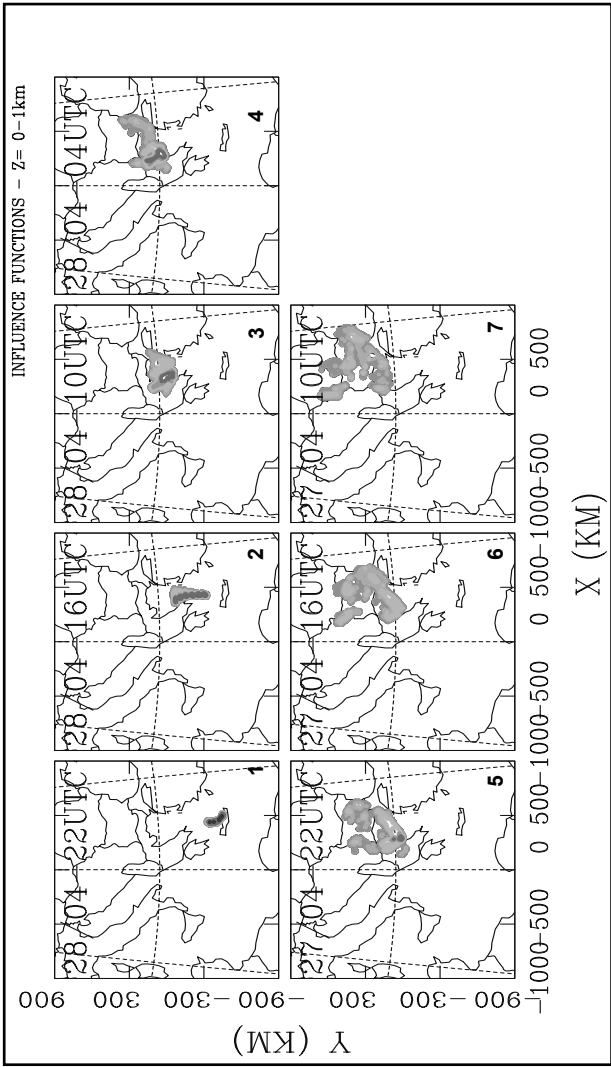 INFLUENCE FUNCTIONS - Z= 0-1km
28/04 22UTC
28/04 16UTC
28/04 10UTC
28/04 04UTC
1
2
3
4
27/04 22UTC
27/04 16UTC
27/04 10UTC
5
6
7
900
300
-300
-900
300
-300
-900
Y (KM)
-1000-500 0 500-1000-500 0 500-1000-500 0 500
X (KM)